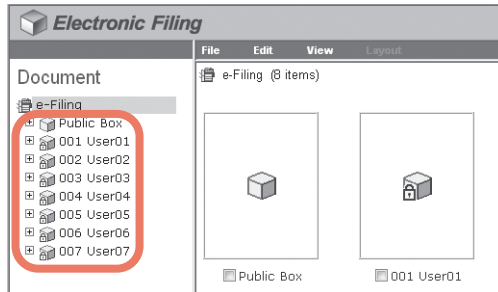 Electronic Filing
File Edit View Layout
Document
e-Filing (8 items)
e-Filing
Public Box
001 User01
002 User02
003 User03
004 User04
005 User05
006 User06
007 User07
Public Box
001 User01